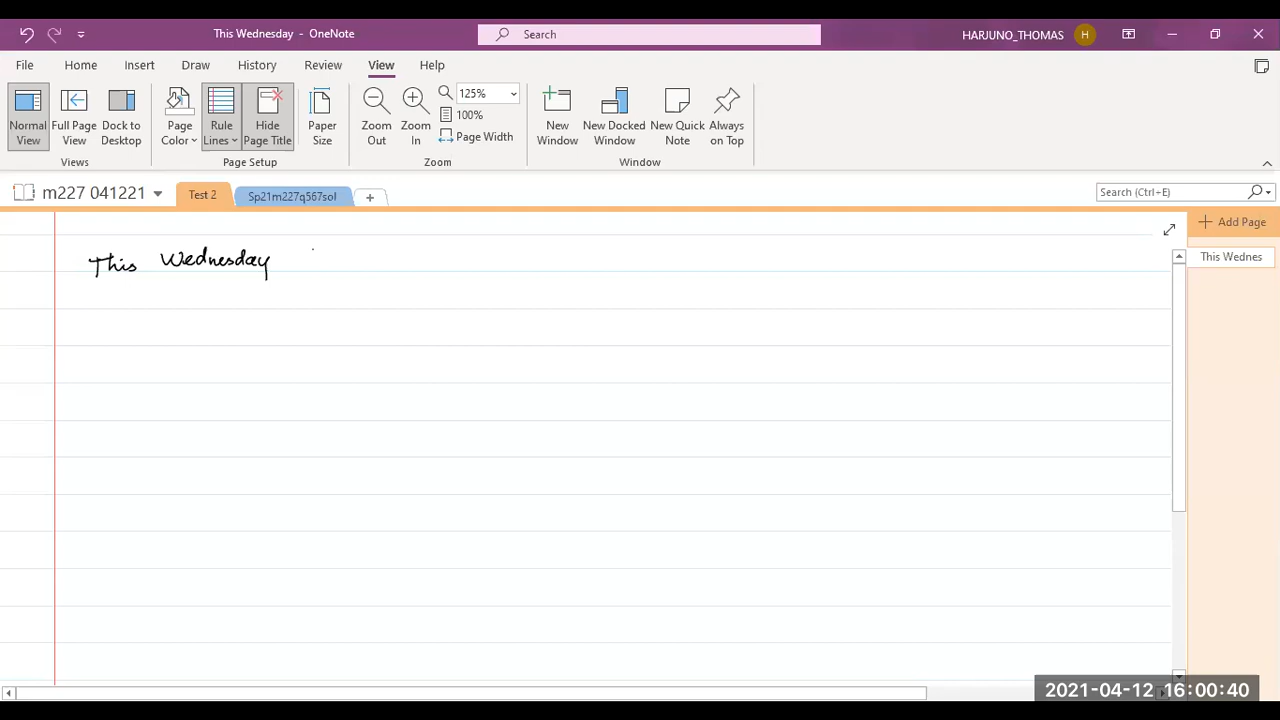 This Wednesday - OneNote
Search
HARJUNO_THOMAS
H
File Home Insert Draw History Review View Help
Normal View
Full Page View
Dock to Desktop
Page Color
Rule Lines
Hide Page Title
Paper Size
Zoom Out
Zoom In
125%
100%
Page Width
New Window
New Docked Window
New Quick Note
Always on Top
Views
Page Setup
Zoom
Window
m227 041221
Test 2
Sp21m227q567sol
Search (Ctrl+E)
Add Page
This Wednes
This Wednesday
2021-04-12 16:00:40